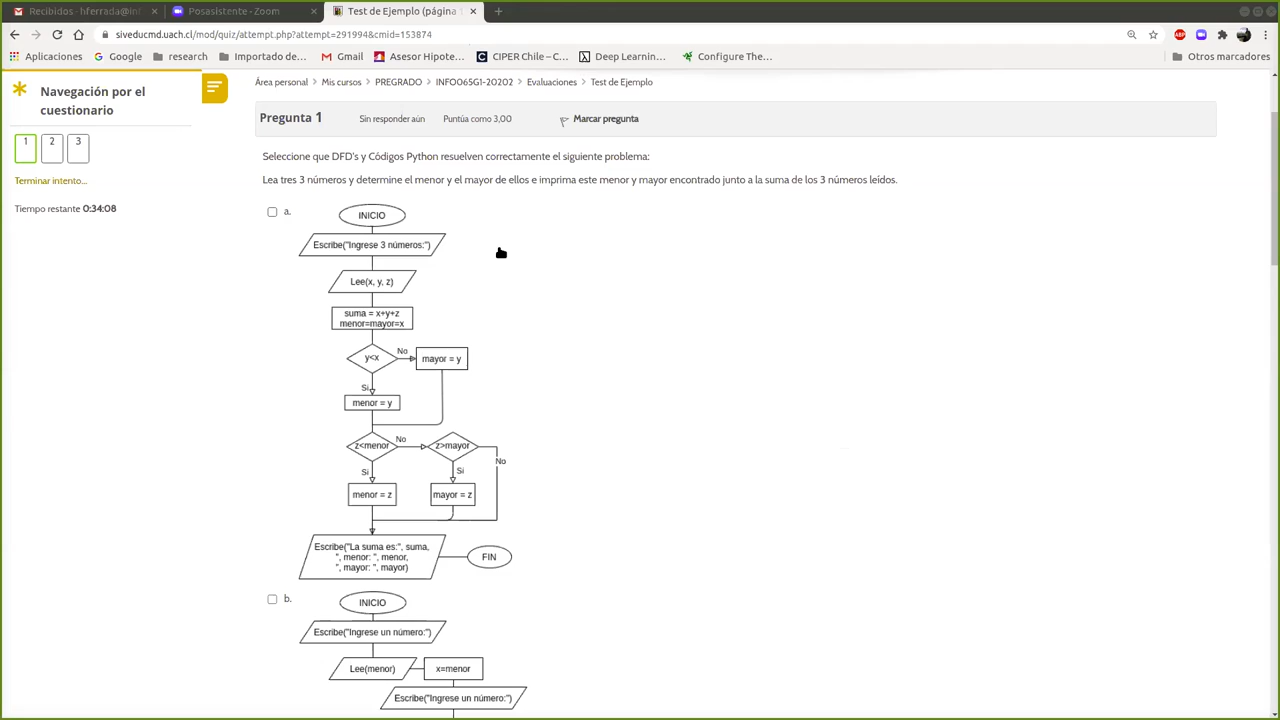 Recibidos - hferrada@inf
Posasistente - Zoom
Test de Ejemplo (página 1
siveducmd.uach.cl/mod/quiz/attempt.php?attempt=291994&cmid=153874
Aplicaciones
Google
research
Importado de...
Gmail
Asesor Hipote...
CIPER Chile – C...
Deep Learnin...
Configure The...
Otros marcadores
Navegación por el
cuestionario
1 2 3
Terminar intento...
Tiempo restante 0:34:08
Área personal > Mis cursos > PREGRADO > INFO065G1-20202 > Evaluaciones > Test de Ejemplo
Pregunta 1 Sin responder aún Puntúa como 3,00 Marcar pregunta
Seleccione que DFD's y Códigos Python resuelven correctamente el siguiente problema:
Lea tres 3 números y determine el menor y el mayor de ellos e imprima este menor y mayor encontrado junto a la suma de los 3 números leídos.
a.
INICIO
Escribe("Ingrese 3 números:")
Lee(x, y, z)
suma = x+y+z
menor=mayor=x
y<x
No
mayor = y
Si
menor = y
z<menor
No
z>mayor
No
Si
Si
menor = z
mayor = z
Escribe("La suma es:", suma,
", menor: ", menor,
", mayor: ", mayor)
FIN
b.
INICIO
Escribe("Ingrese un número:")
Lee(menor)
x=menor
Escribe("Ingrese un número:")